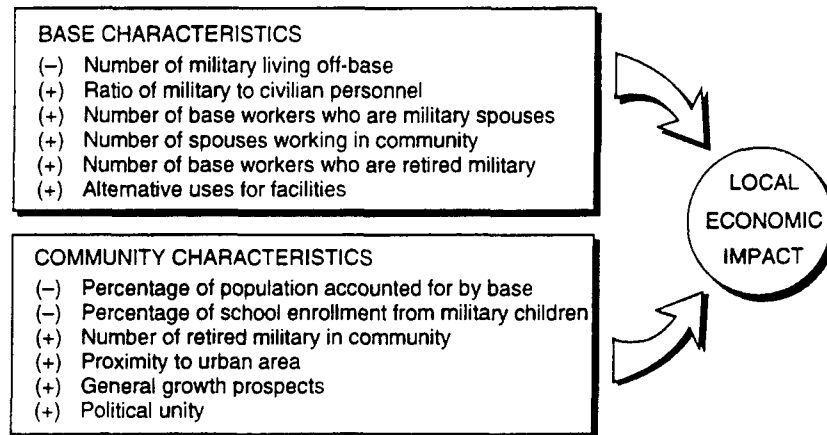 BASE CHARACTERISTICS
(–) Number of military living off-base
(+) Ratio of military to civilian personnel
(+) Number of base workers who are military spouses
(+) Number of spouses working in community
(+) Number of base workers who are retired military
(+) Alternative uses for facilities
COMMUNITY CHARACTERISTICS
(–) Percentage of population accounted for by base
(–) Percentage of school enrollment from military children
(+) Number of retired military in community
(+) Proximity to urban area
(+) General growth prospects
(+) Political unity
LOCAL
ECONOMIC
IMPACT